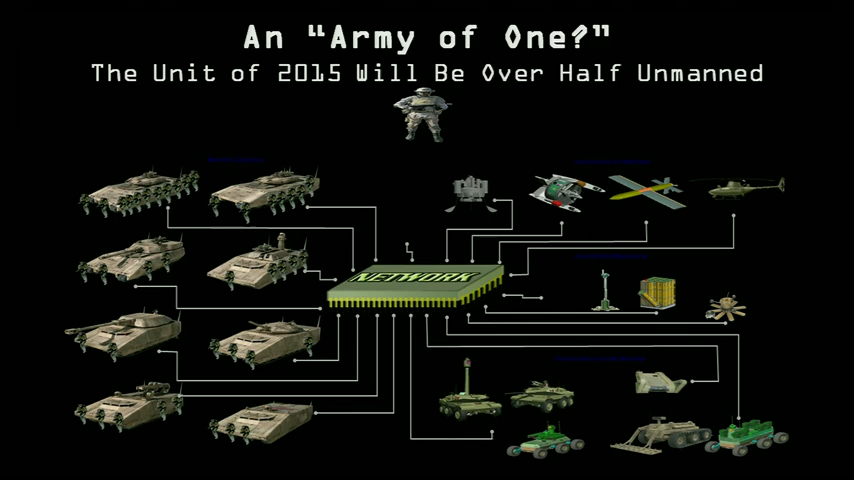 An "Army of One?"
The Unit of 2015 Will Be Over Half Unmanned
NETWORK